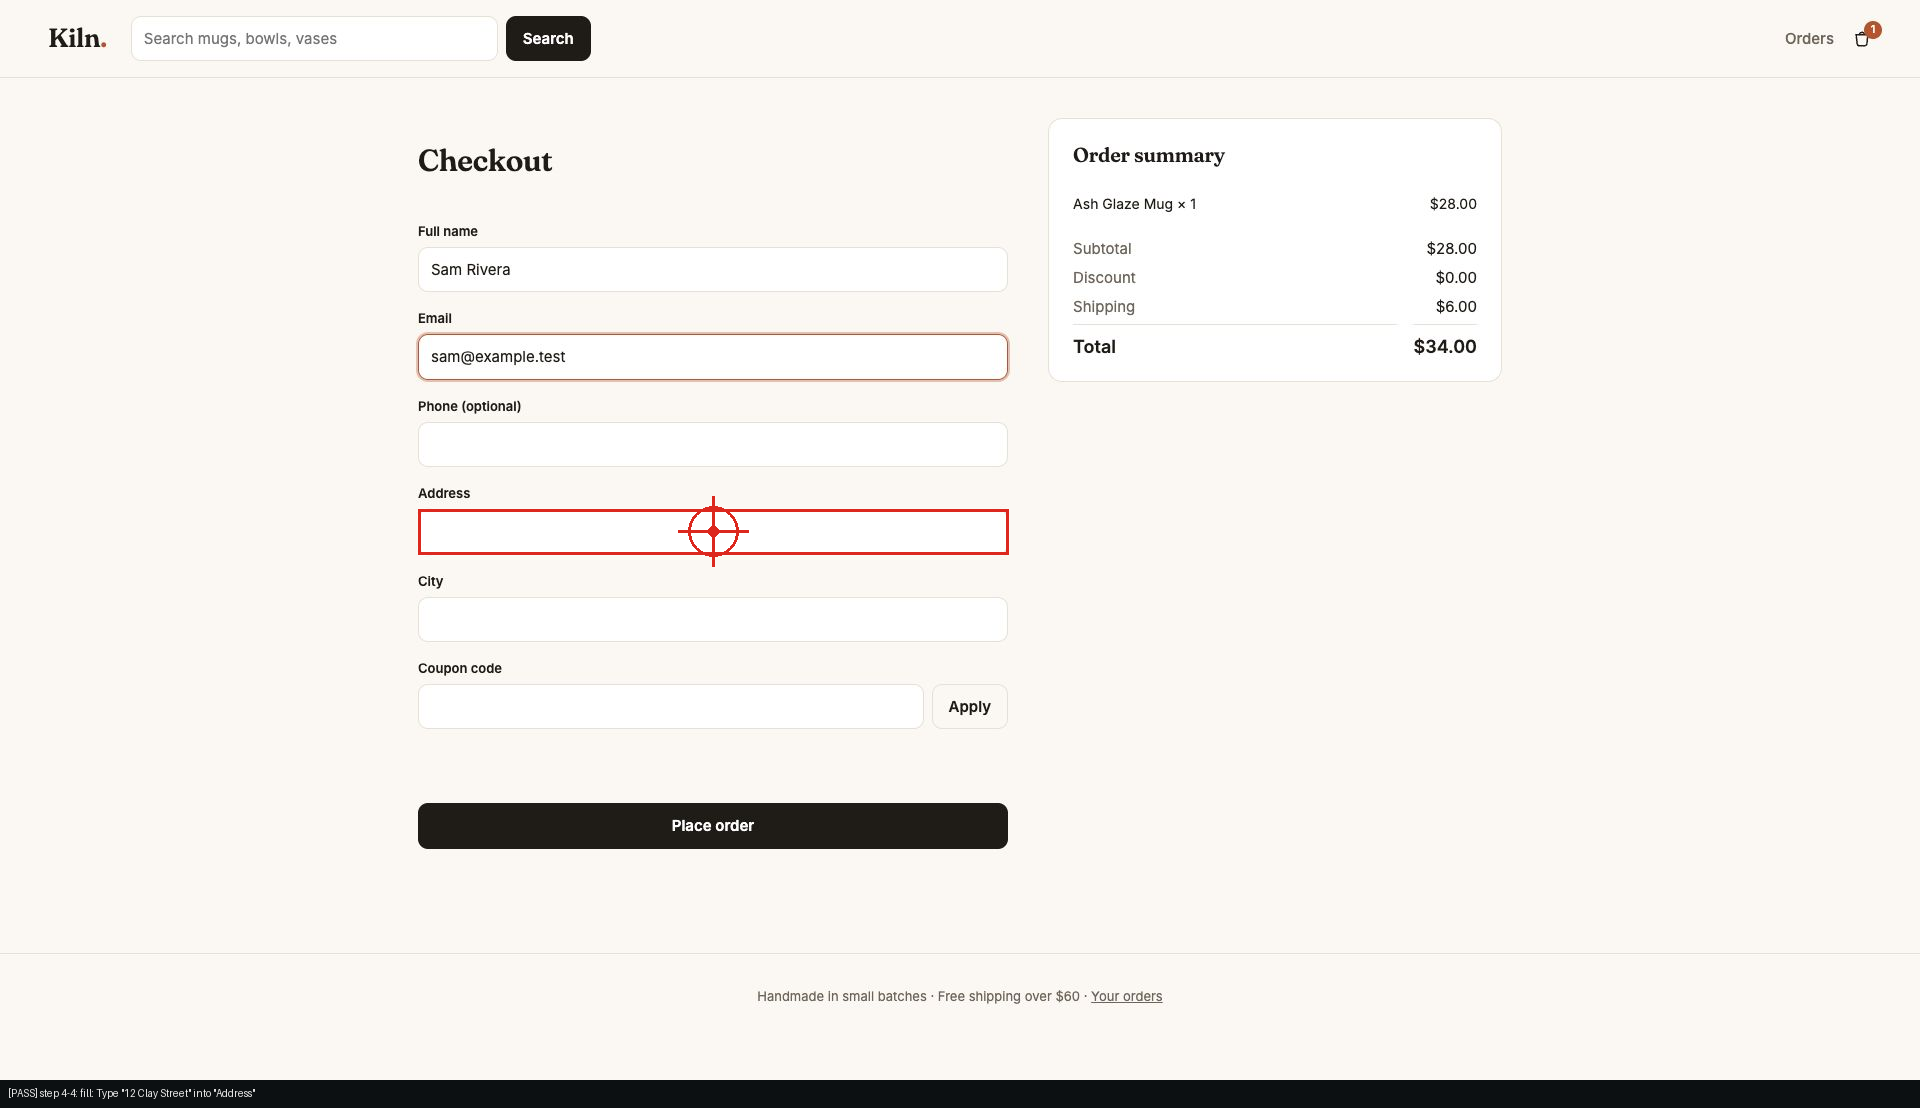 Kiln.
Search mugs, bowls, vases
Search
Orders
1
Checkout
Full name
Sam Rivera
Email
sam@example.test
Phone (optional)
Address
City
Coupon code
Apply
Place order
Order summary
Ash Glaze Mug × 1 $28.00
Subtotal $28.00
Discount $0.00
Shipping $6.00
Total $34.00
Handmade in small batches · Free shipping over $60 · Your orders
[PASS] step 4-4: fill: Type "12 Clay Street" into "Address"